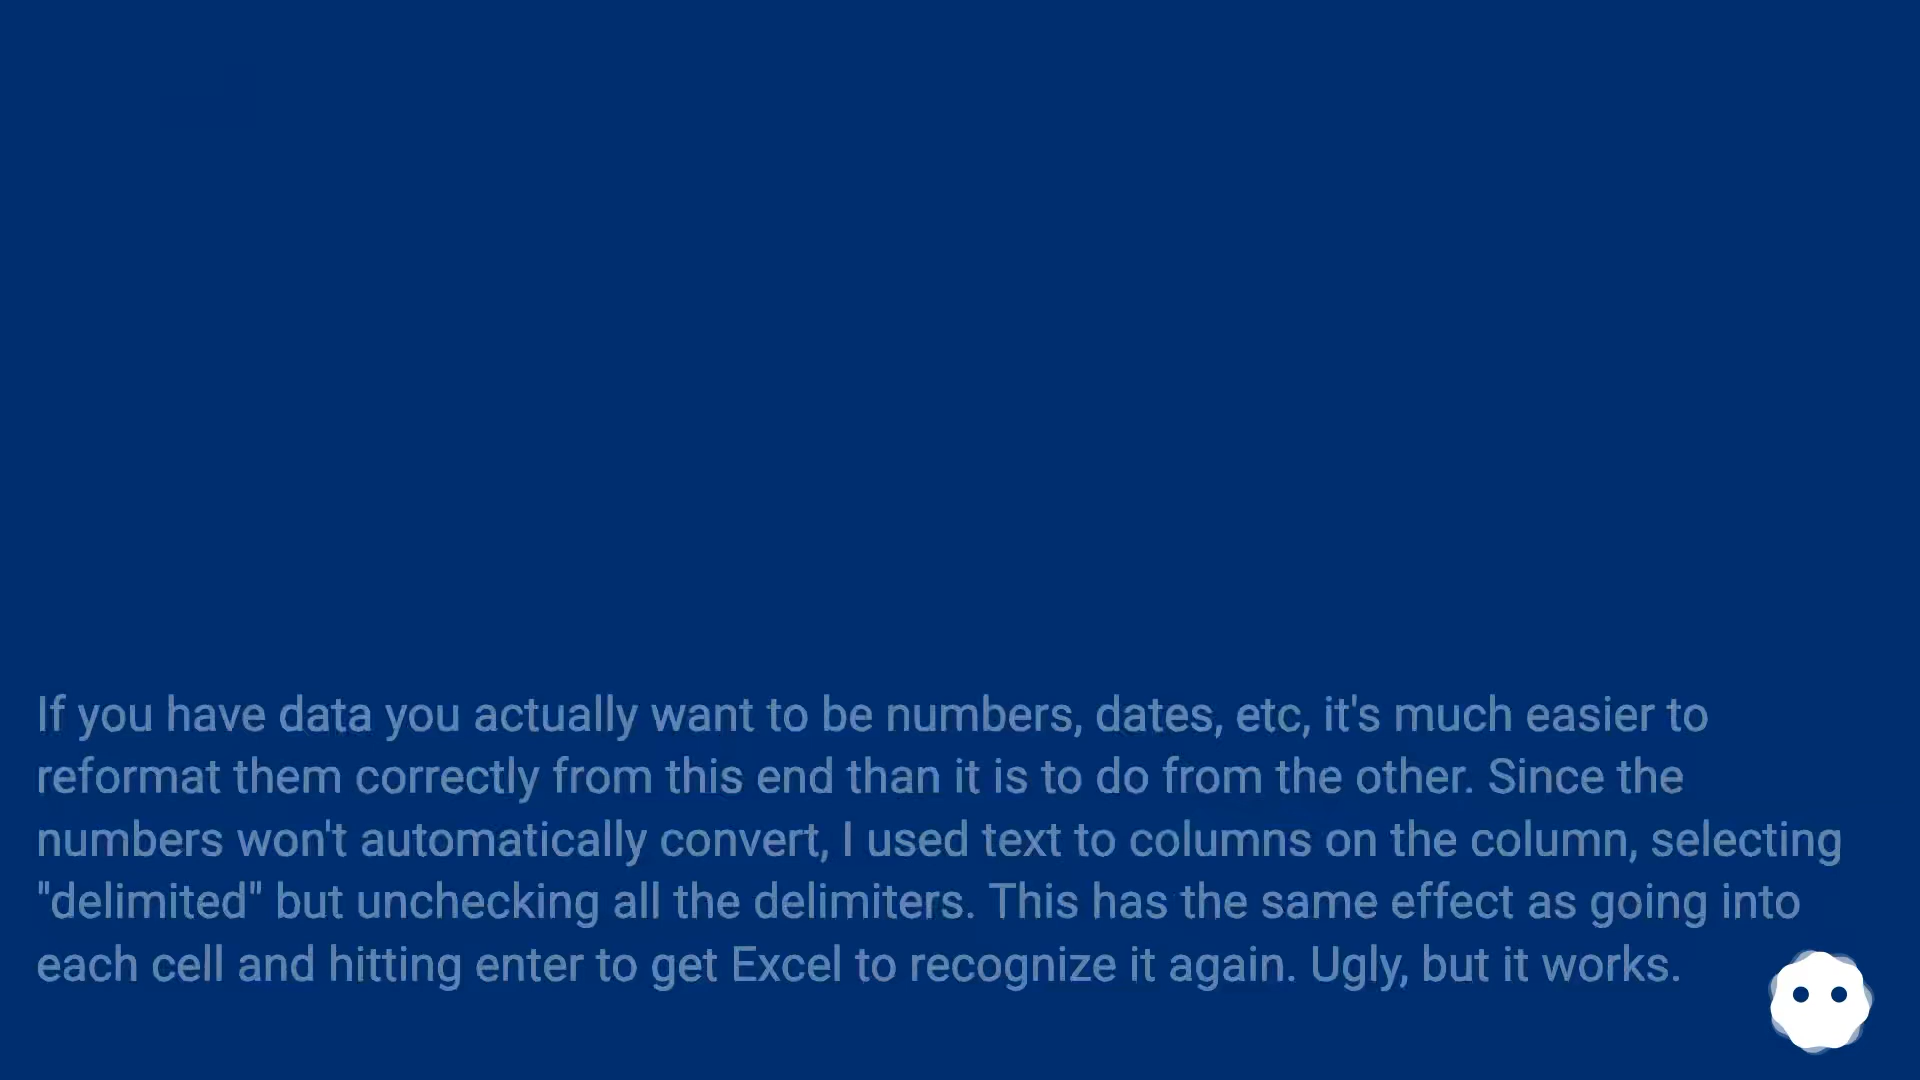 If you have data you actually want to be numbers, dates, etc, it's much easier to
reformat them correctly from this end than it is to do from the other. Since the
numbers won't automatically convert, I used text to columns on the column, selecting
"delimited" but unchecking all the delimiters. This has the same effect as going into
each cell and hitting enter to get Excel to recognize it again. Ugly, but it works.